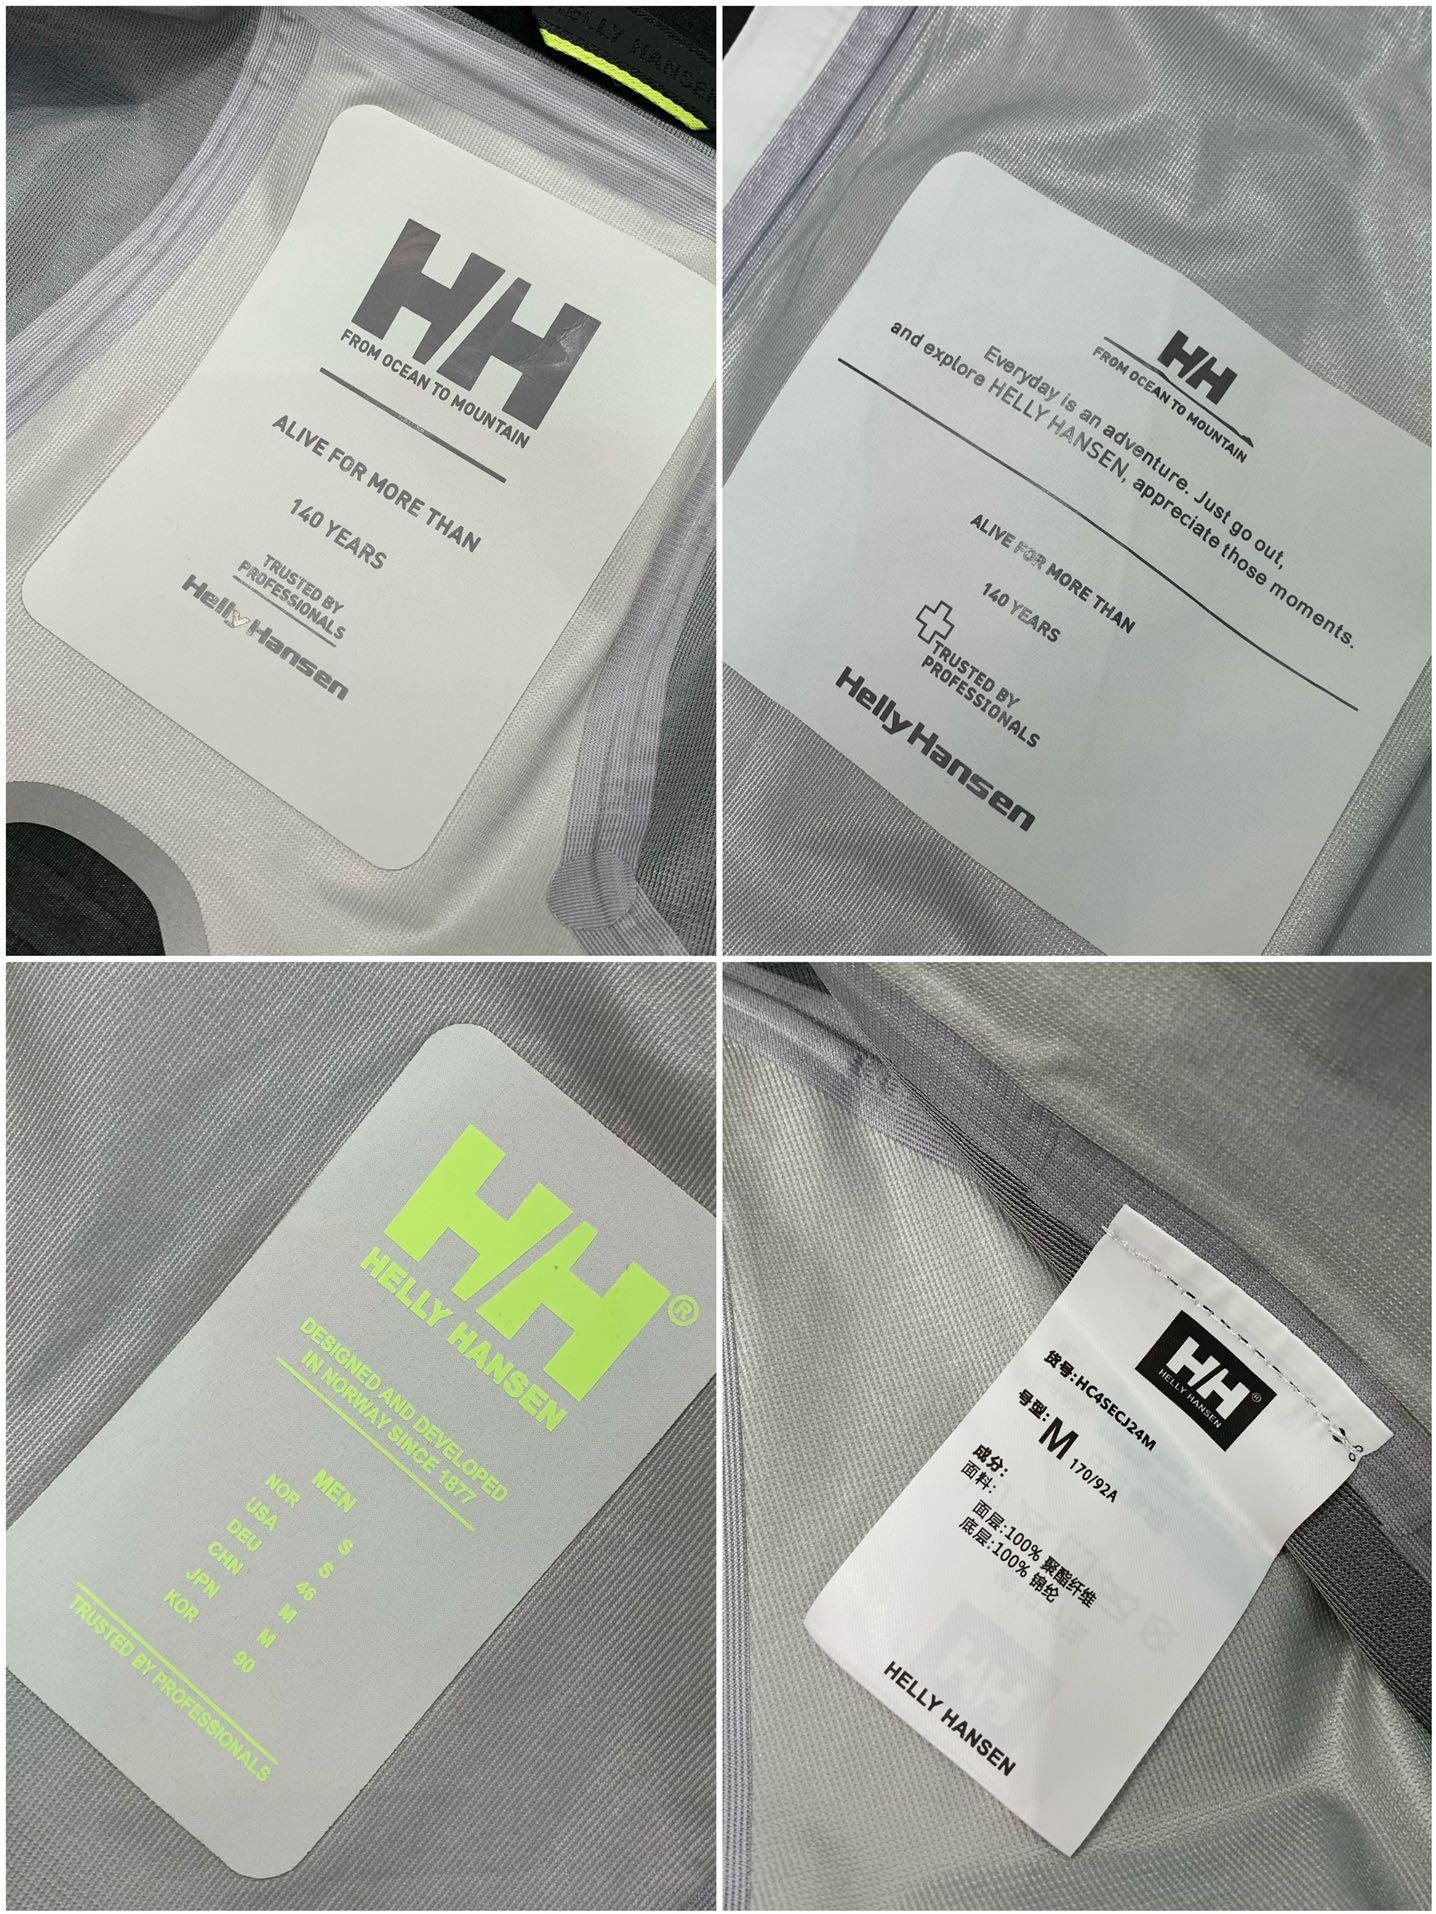 HELLY HANSEN
HH
FROM OCEAN TO MOUNTAIN
ALIVE FOR MORE THAN
140 YEARS
TRUSTED BY
PROFESSIONALS
Helly Hansen
HH
FROM OCEAN TO MOUNTAIN
Everyday is an adventure. Just go out,
and explore HELLY HANSEN, appreciate those moments.
ALIVE FOR MORE THAN
140 YEARS
TRUSTED BY
PROFESSIONALS
Helly Hansen
HH®
HELLY HANSEN
DESIGNED AND DEVELOPED
IN NORWAY SINCE 1877
MEN
NOR S
USA S
DEU 46
CHN M
JPN M
KOR 90
TRUSTED BY PROFESSIONALS
HH®
HELLY HANSEN
货号:HC4SECJ24M
号型: M 170/92A
成分:
面料:
面层:100% 聚酯纤维
底层:100% 锦纶
HELLY HANSEN